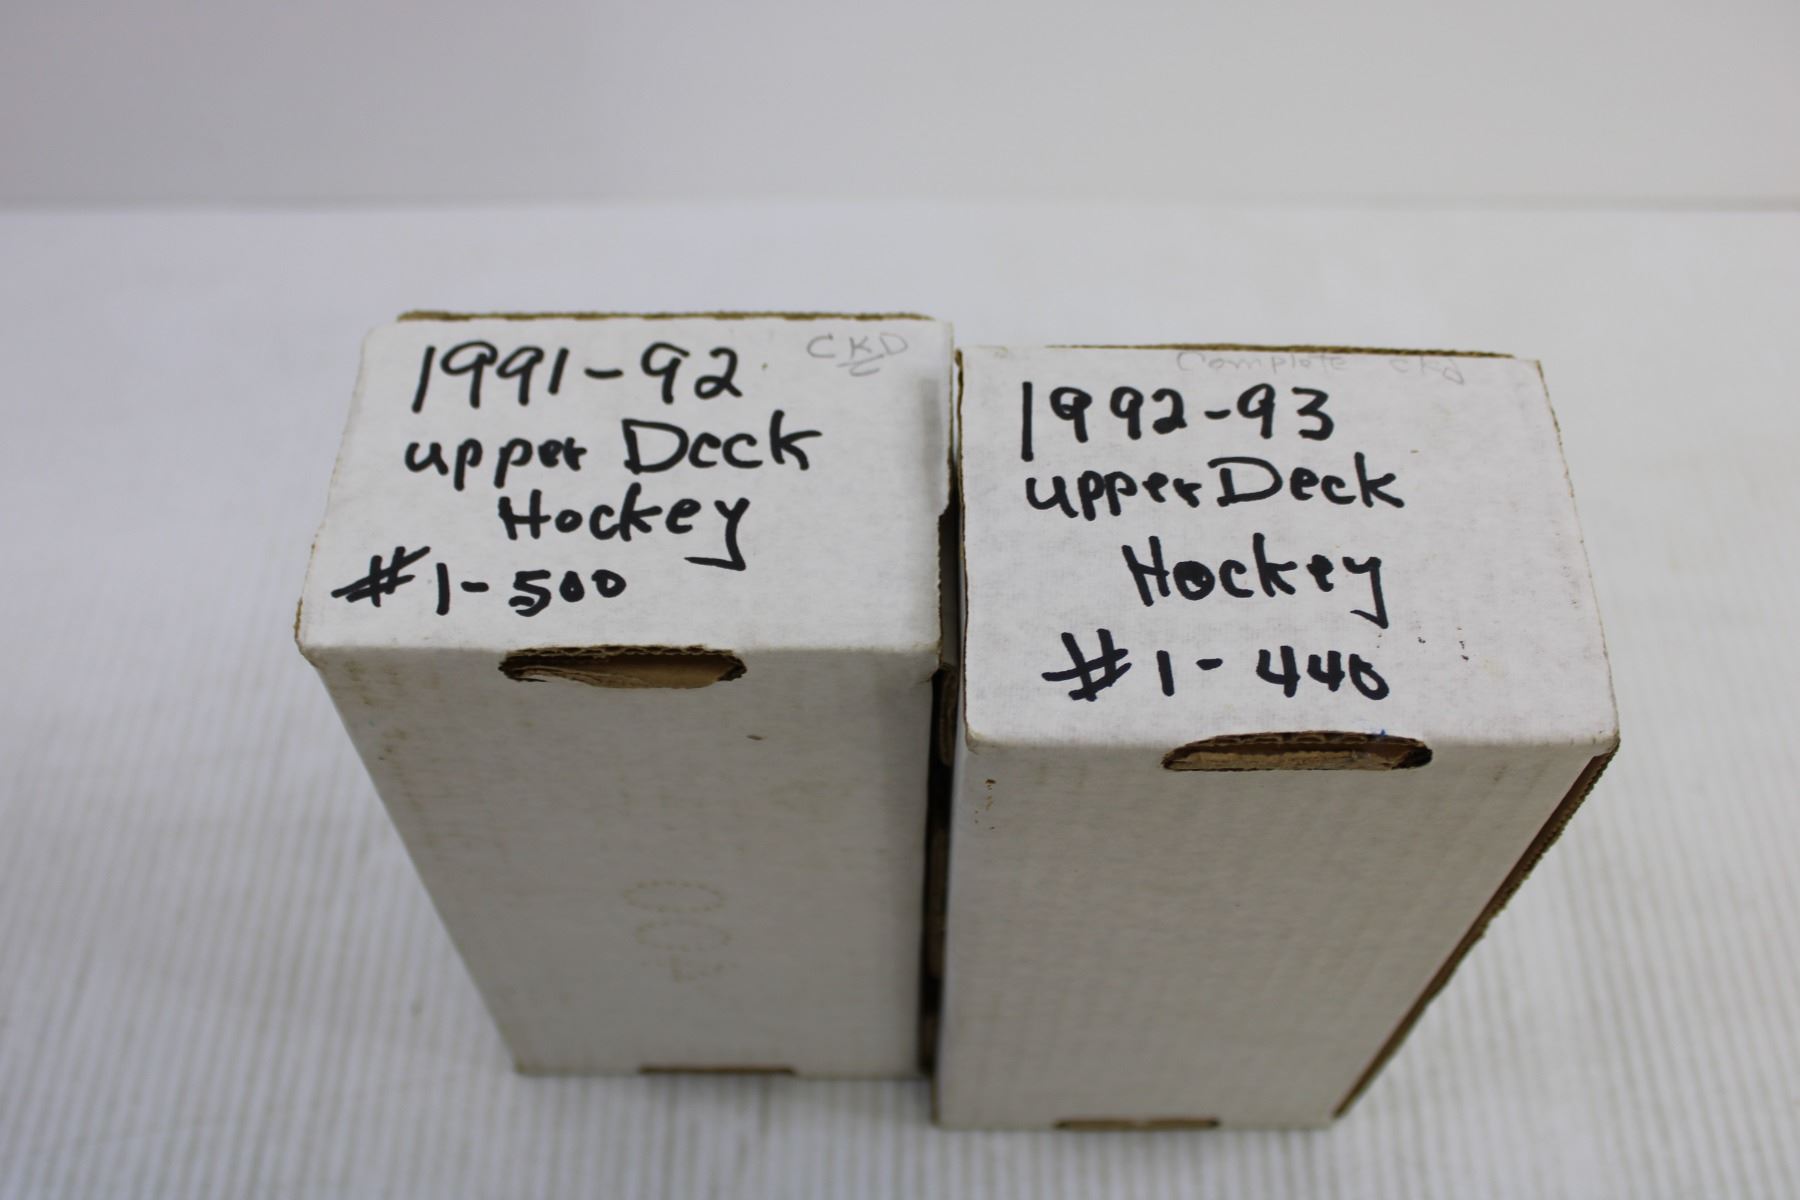 CKD
1991-92
upper Deck
Hockey
#1-500
Complete ckd
1992-93
upper Deck
Hockey
#1-440